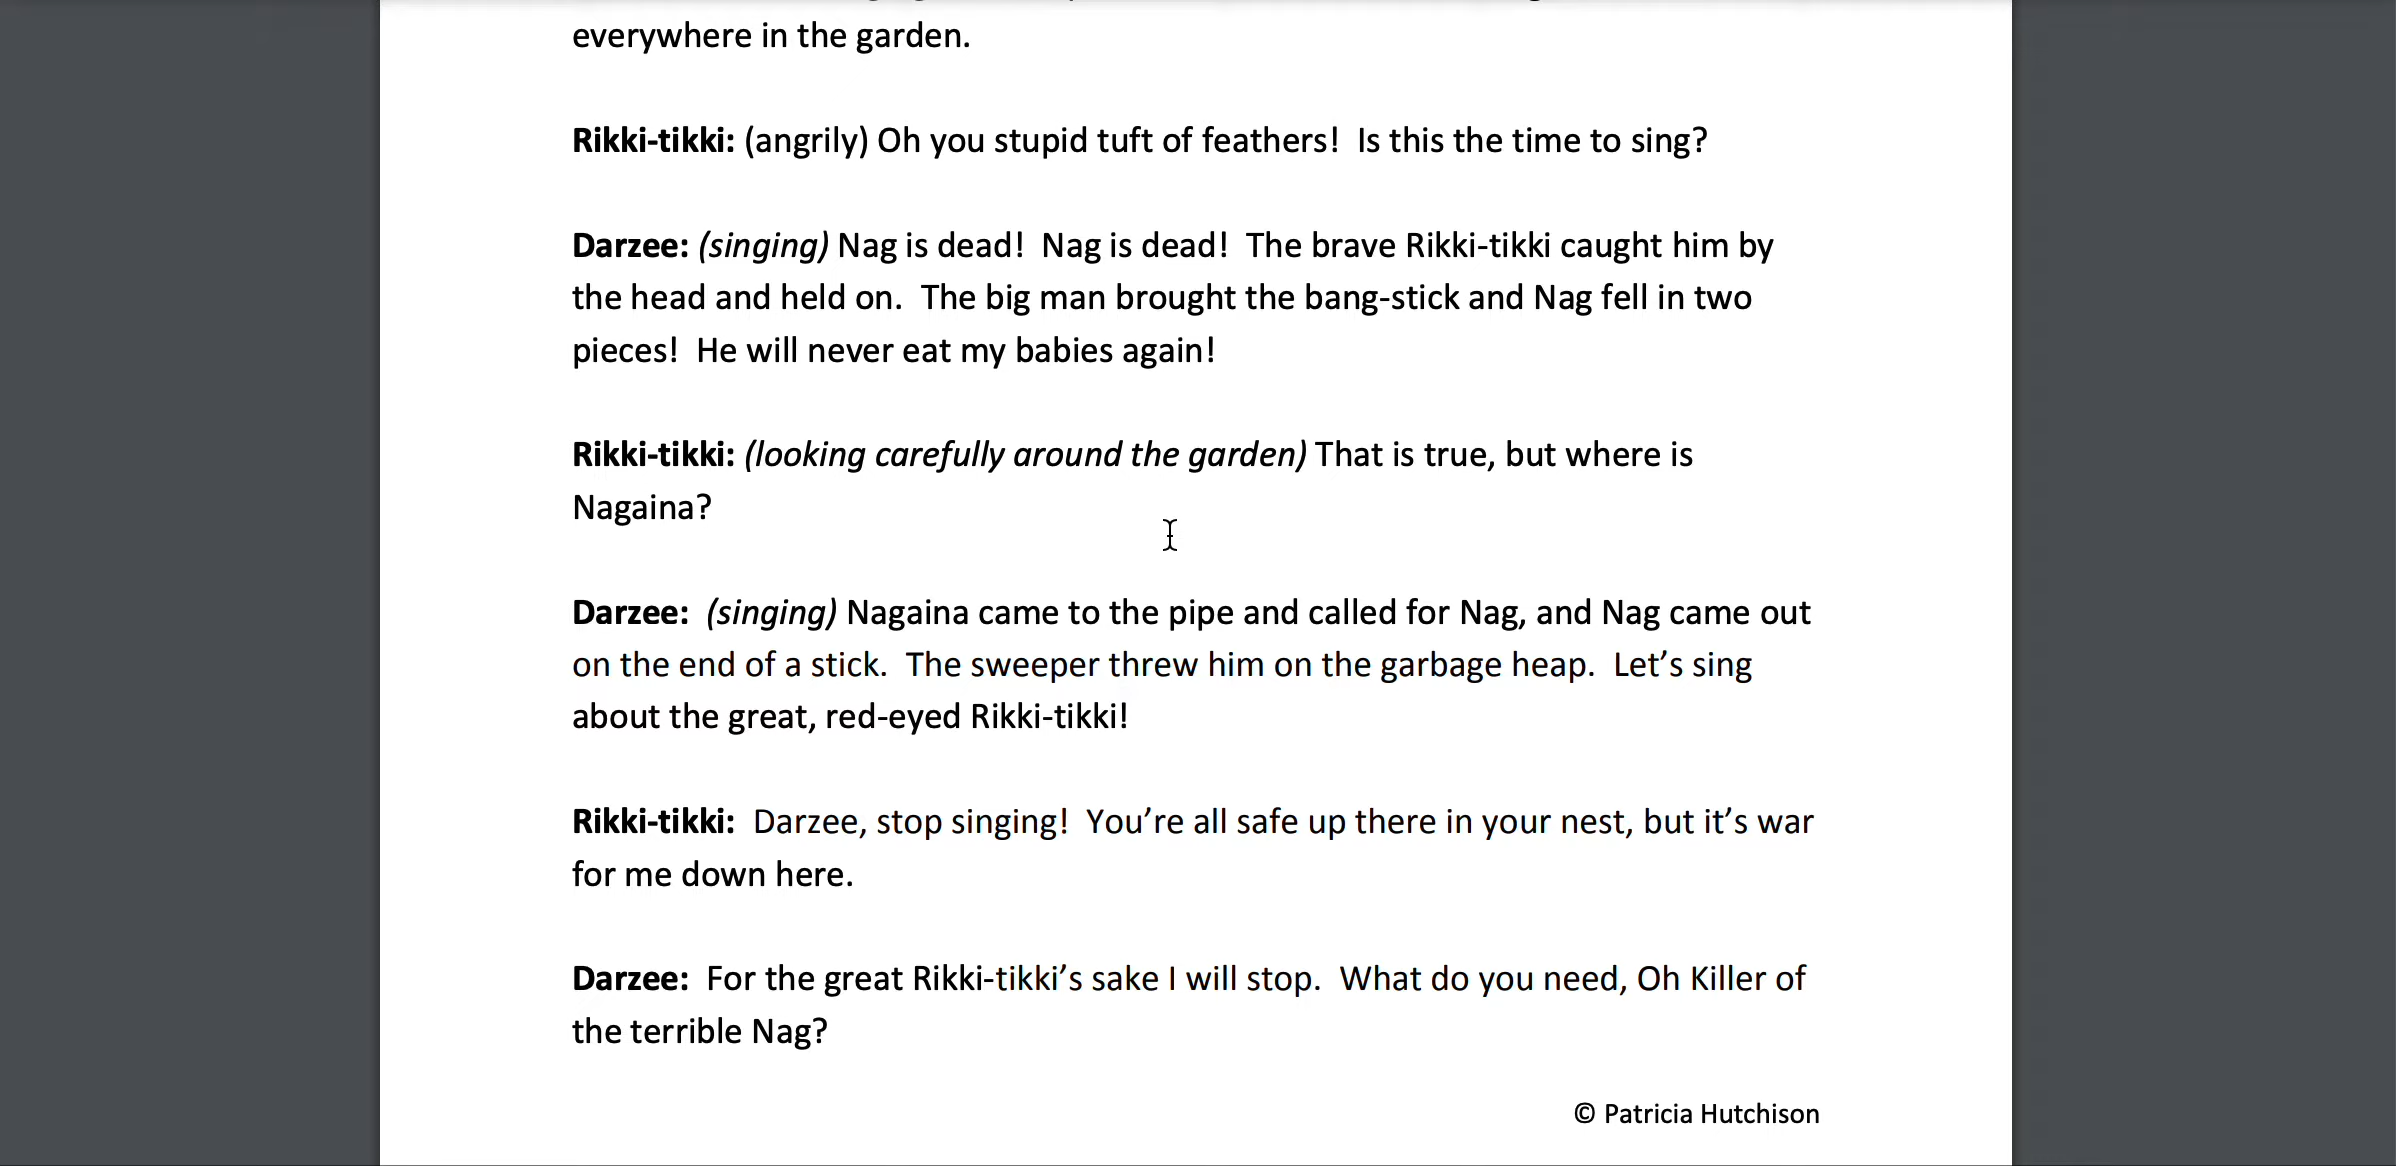 everywhere in the garden.
Rikki-tikki: (angrily) Oh you stupid tuft of feathers!  Is this the time to sing?
Darzee: (singing) Nag is dead!  Nag is dead!  The brave Rikki-tikki caught him by
the head and held on.  The big man brought the bang-stick and Nag fell in two
pieces!  He will never eat my babies again!
Rikki-tikki: (looking carefully around the garden) That is true, but where is
Nagaina?
Darzee:  (singing) Nagaina came to the pipe and called for Nag, and Nag came out
on the end of a stick.  The sweeper threw him on the garbage heap.  Let’s sing
about the great, red-eyed Rikki-tikki!
Rikki-tikki:  Darzee, stop singing!  You’re all safe up there in your nest, but it’s war
for me down here.
Darzee:  For the great Rikki-tikki’s sake I will stop.  What do you need, Oh Killer of
the terrible Nag?
© Patricia Hutchison